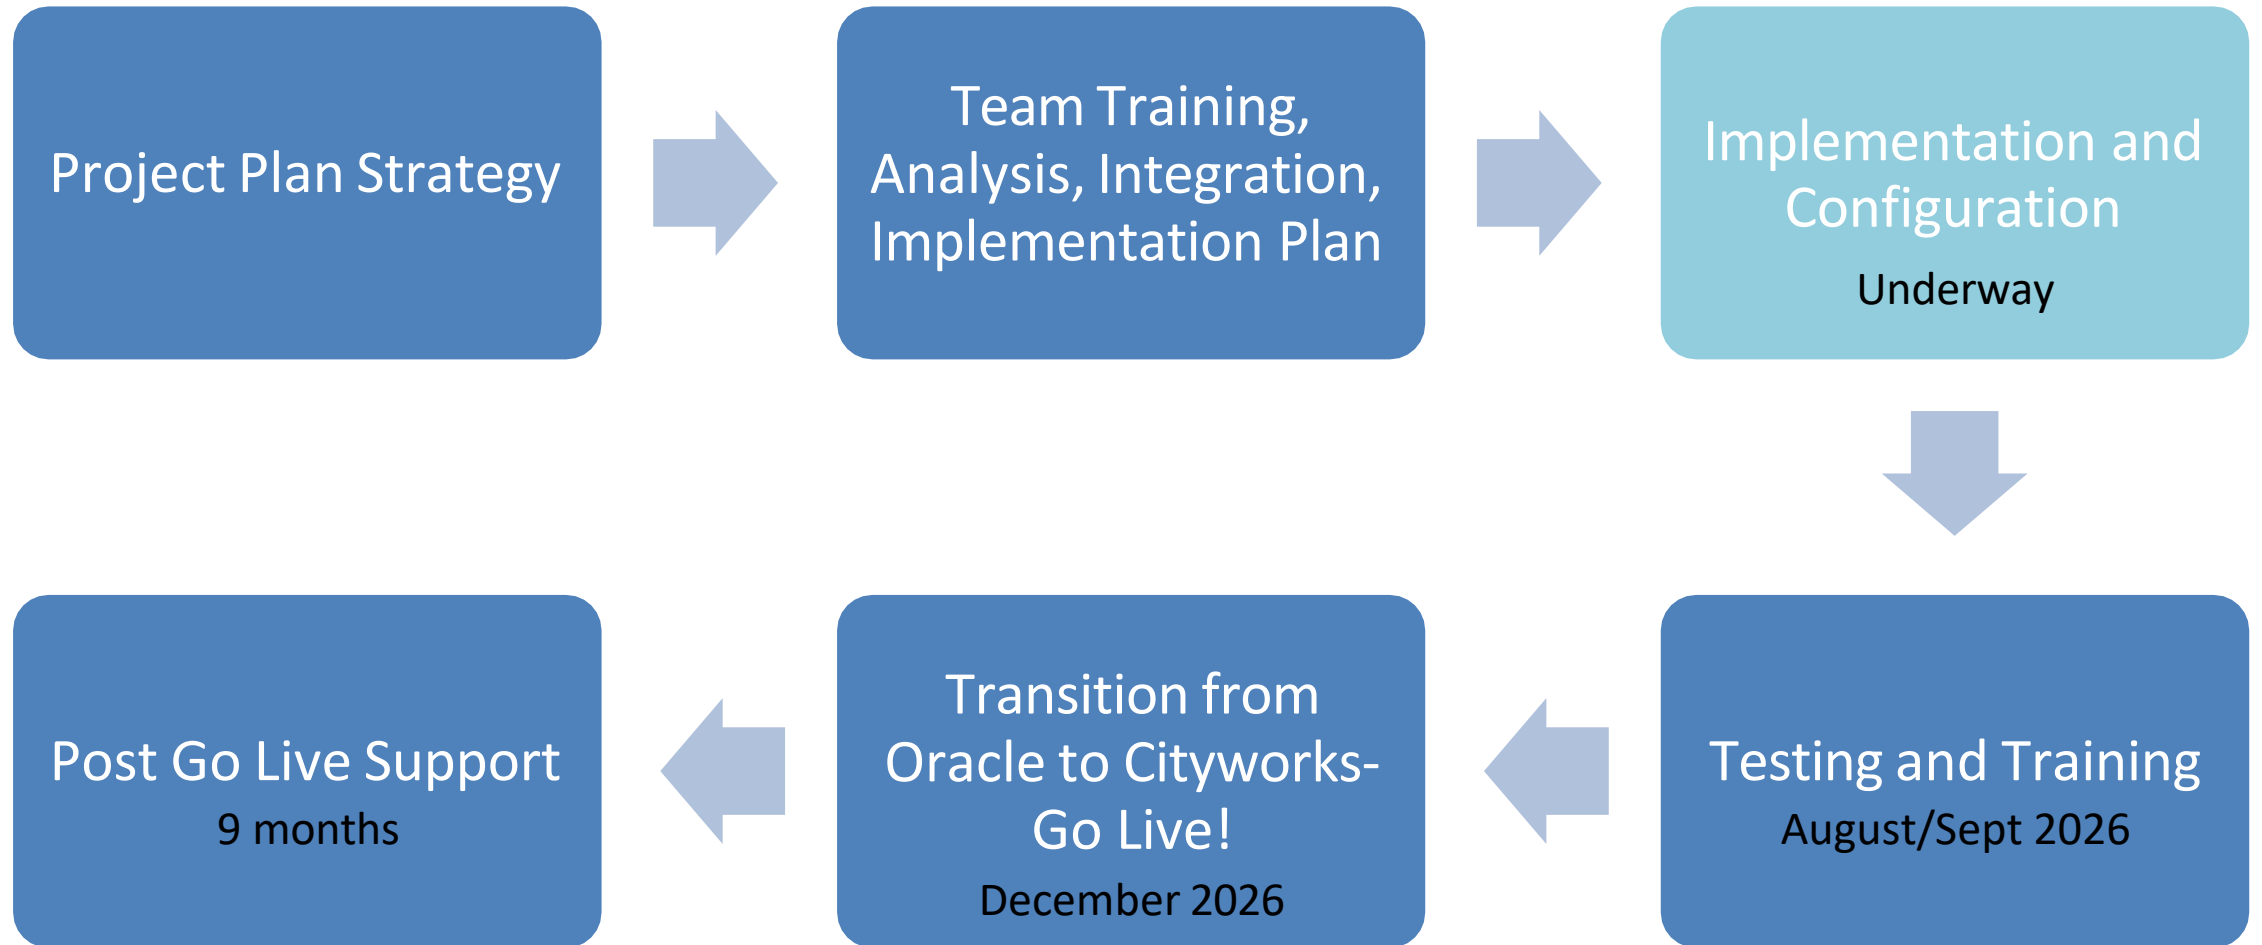 Project Plan Strategy
Team Training,
Analysis, Integration,
Implementation Plan
Implementation and
Configuration
Underway
Testing and Training
August/Sept 2026
Transition from
Oracle to Cityworks-
Go Live!
December 2026
Post Go Live Support
9 months